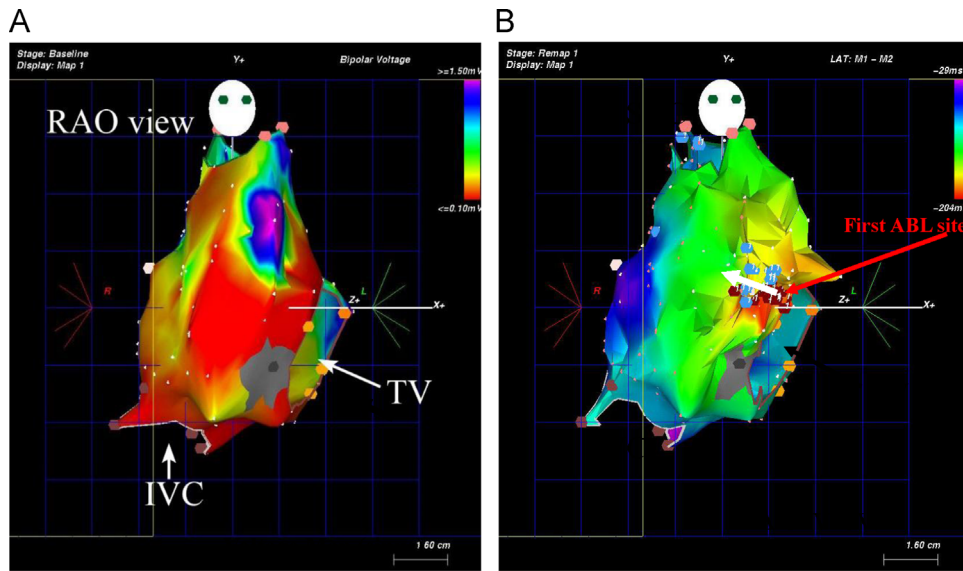 A
Stage: Baseline
Display: Map 1
Y+
Bipolar Voltage
>=1.50mV
RAO view
<=0.10mV
R
L
Z+
X+
TV
IVC
1.60 cm
B
Stage: Remap 1
Display: Map 1
Y+
LAT: M1 – M2
-29ms
-204m
First ABL site
R
L
Z+
X+
1.60 cm